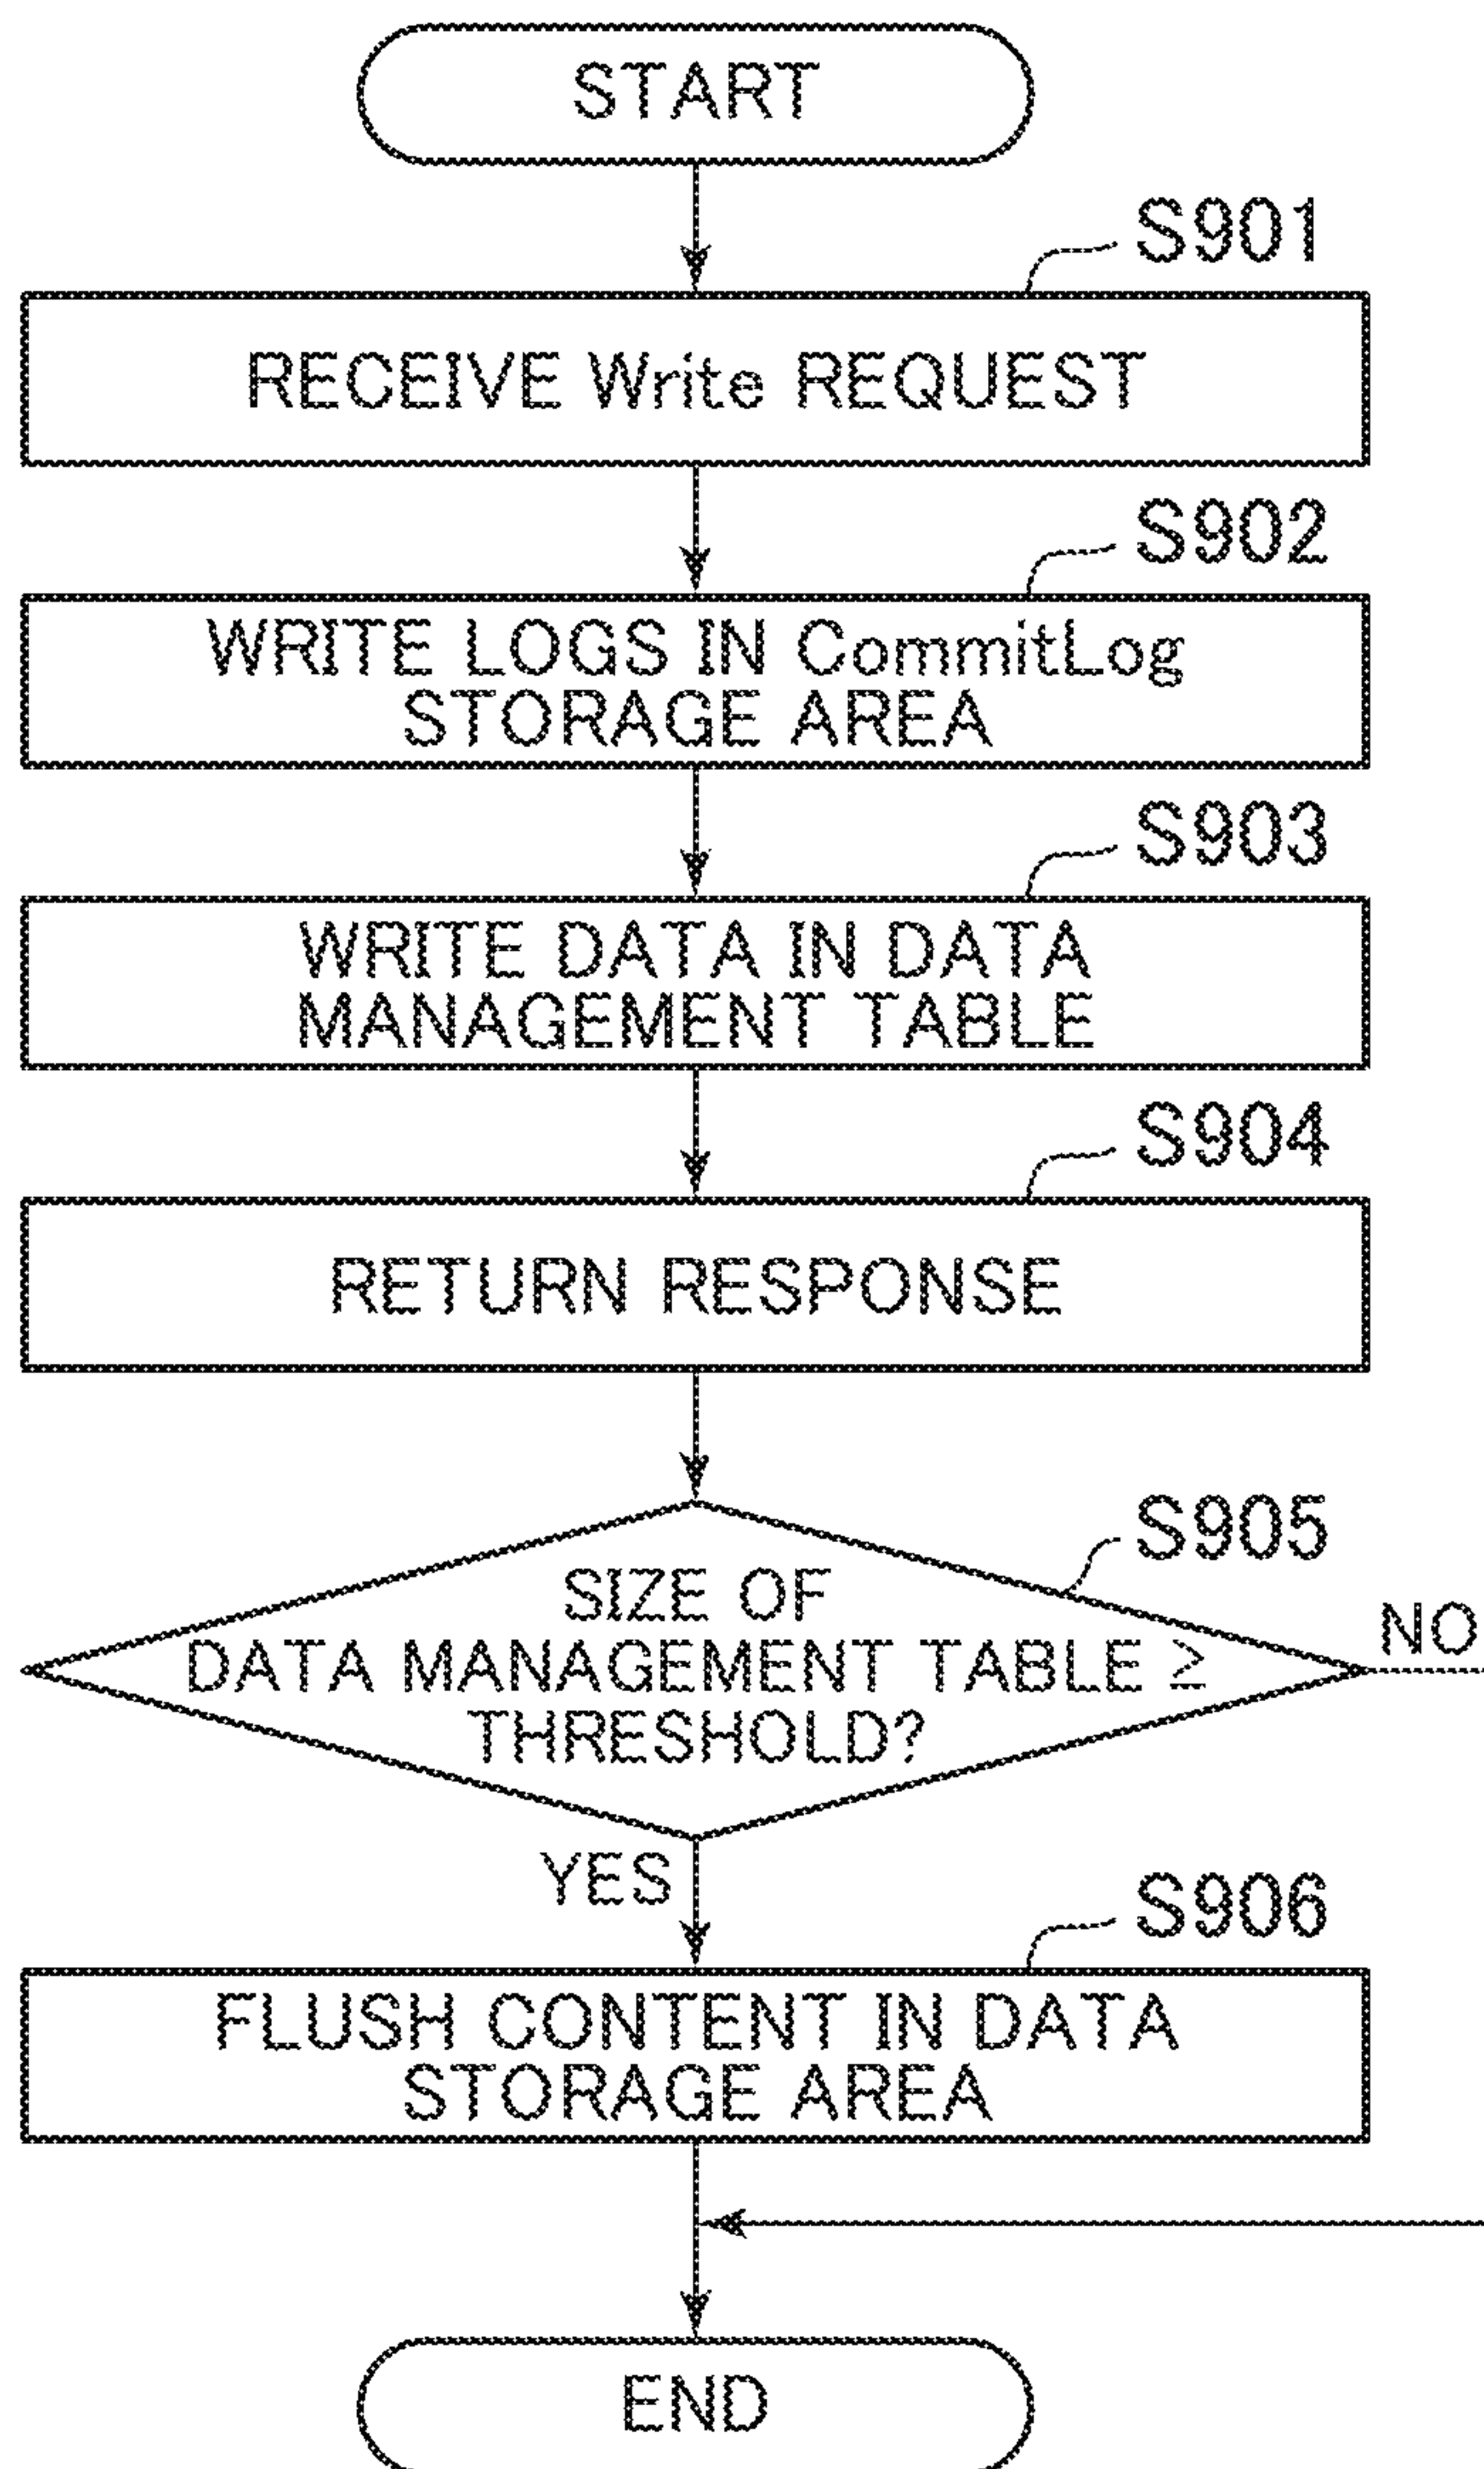 START
S901
RECEIVE Write REQUEST
S902
WRITE LOGS IN CommitLog
STORAGE AREA
S903
WRITE DATA IN DATA
MANAGEMENT TABLE
S904
RETURN RESPONSE
S905
SIZE OF
DATA MANAGEMENT TABLE ≥
THRESHOLD?
NO
YES
S906
FLUSH CONTENT IN DATA
STORAGE AREA
END